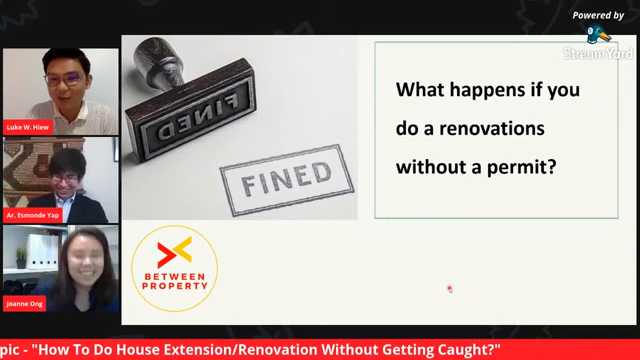 Powered by
StreamYard
Luke W. Hiew
Ar. Esmonde Yap
Joanne Ong
FINED
FINED
BETWEEN
PROPERTY
What happens if you
do a renovations
without a permit?
pic - "How To Do House Extension/Renovation Without Getting Caught?"